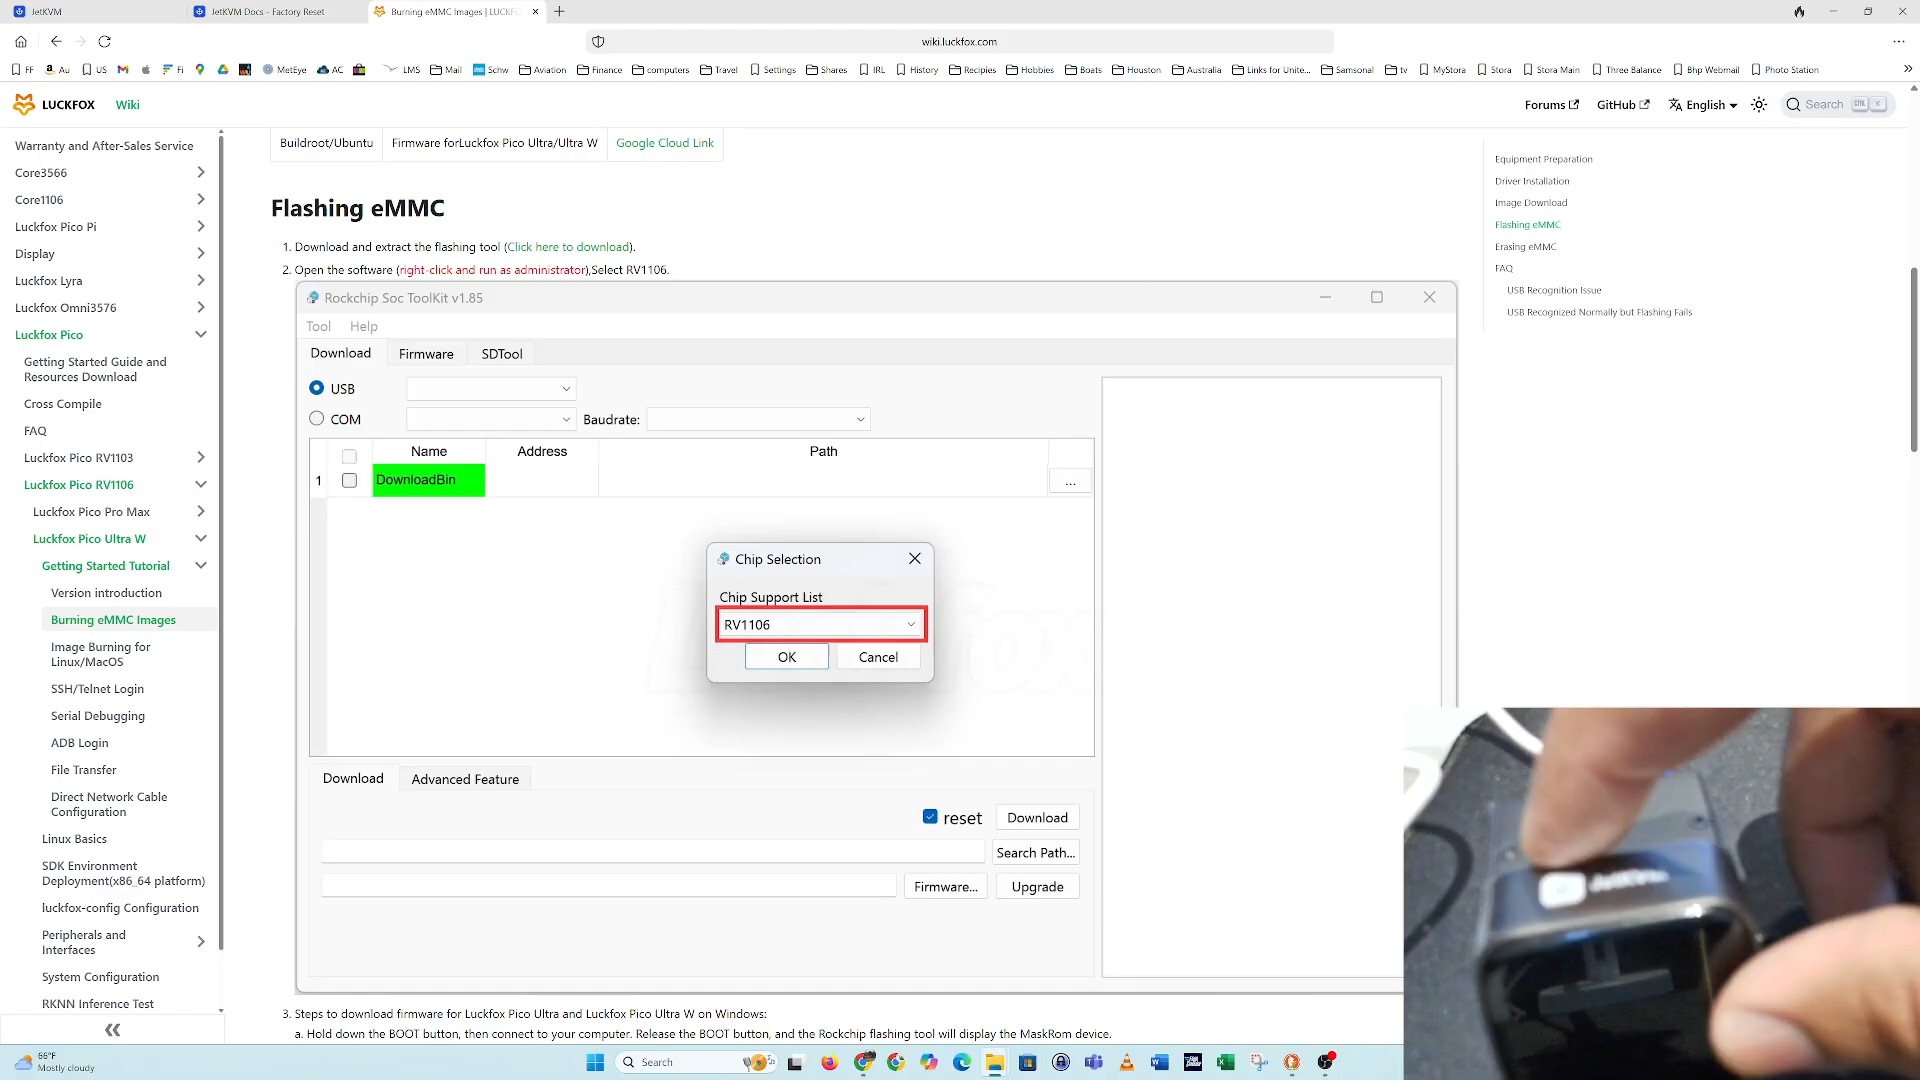 JetKVM
JetKVM Docs - Factory Reset
Burning eMMC Images | LUCKF
wiki.luckfox.com
FF
Au
US
Fi
MetEye
AC
LMS
Mail
Schw
Aviation
Finance
computers
Travel
Settings
Shares
IRL
History
Recipies
Hobbies
Boats
Houston
Australia
Links for Unite...
Samsonal
tv
MyStora
Stora
Stora Main
Three Balance
Bhp Webmail
Photo Station
LUCKFOX
Wiki
Forums
GitHub
English
Search
CTRL
K
Warranty and After-Sales Service
Core3566
Core1106
Luckfox Pico Pi
Display
Luckfox Lyra
Luckfox Omni3576
Luckfox Pico
Getting Started Guide and
Resources Download
Cross Compile
FAQ
Luckfox Pico RV1103
Luckfox Pico RV1106
Luckfox Pico Pro Max
Luckfox Pico Ultra W
Getting Started Tutorial
Version introduction
Burning eMMC Images
Image Burning for
Linux/MacOS
SSH/Telnet Login
Serial Debugging
ADB Login
File Transfer
Direct Network Cable
Configuration
Linux Basics
SDK Environment
Deployment(x86_64 platform)
luckfox-config Configuration
Peripherals and
Interfaces
System Configuration
RKNN Inference Test
Buildroot/Ubuntu
Firmware forLuckfox Pico Ultra/Ultra W
Google Cloud Link
Flashing eMMC
1. Download and extract the flashing tool (Click here to download).
2. Open the software (right-click and run as administrator),Select RV1106.
Rockchip Soc ToolKit v1.85
Tool
Help
Download
Firmware
SDTool
USB
COM
Baudrate:
Name
Address
Path
1
DownloadBin
...
Chip Selection
Chip Support List
RV1106
OK
Cancel
Download
Advanced Feature
reset
Download
Search Path...
Firmware...
Upgrade
3. Steps to download firmware for Luckfox Pico Ultra and Luckfox Pico Ultra W on Windows:
a. Hold down the BOOT button, then connect to your computer. Release the BOOT button, and the Rockchip flashing tool will display the MaskRom device.
Equipment Preparation
Driver Installation
Image Download
Flashing eMMC
Erasing eMMC
FAQ
USB Recognition Issue
USB Recognized Normally but Flashing Fails
JetKVM
66°F
Mostly cloudy
Search